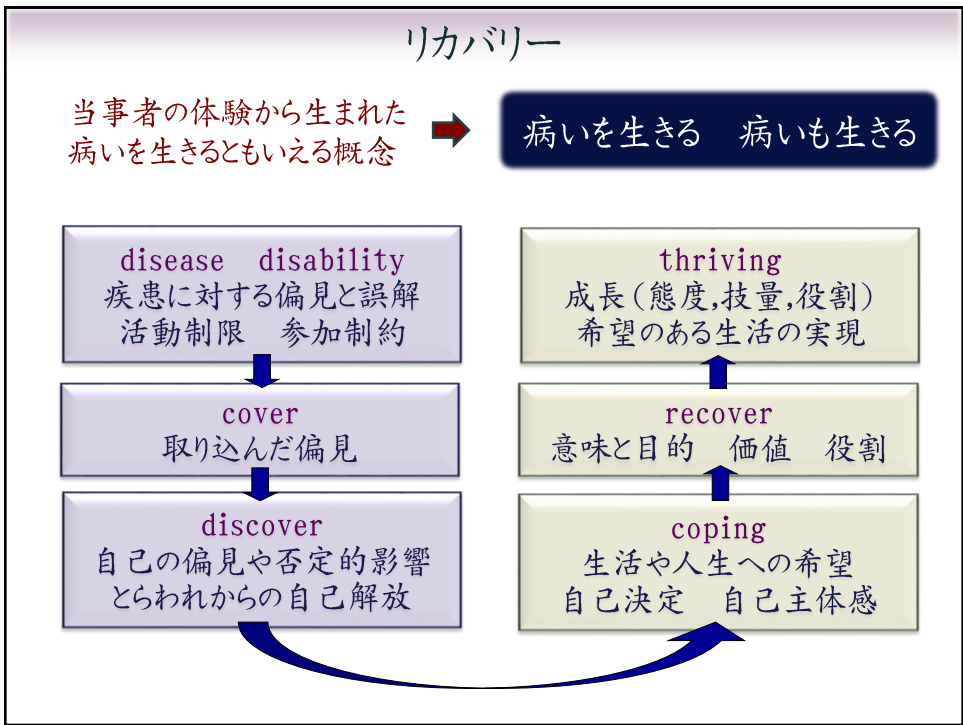 リカバリー
当事者の体験から生まれた
病いを生きるともいえる概念
病いを生きる　病いも生きる
disease　disability
疾患に対する偏見と誤解
活動制限　参加制約
cover
取り込んだ偏見
discover
自己の偏見や否定的影響
とらわれからの自己解放
thriving
成長(態度,技量,役割)
希望のある生活の実現
recover
意味と目的　価値　役割
coping
生活や人生への希望
自己決定　自己主体感